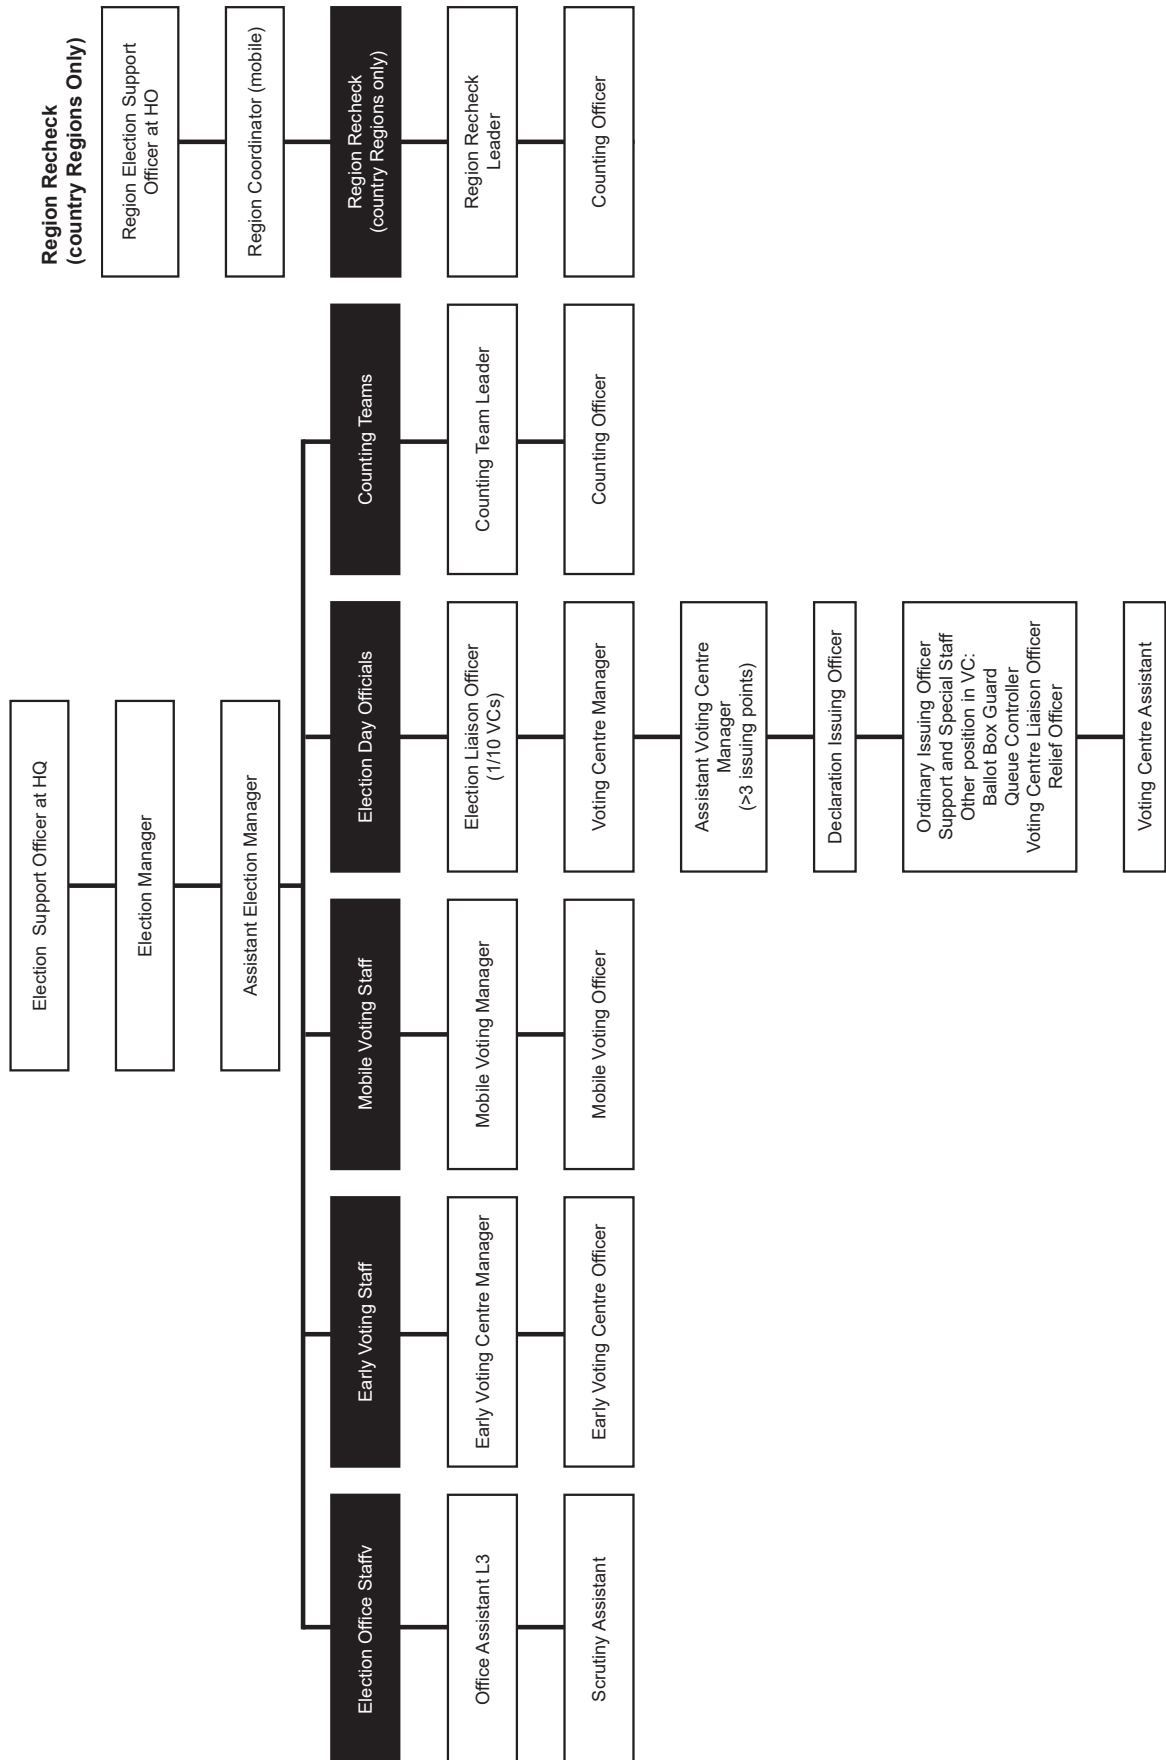 Election Support Officer at HQ
Election Manager
Assistant Election Manager
Election Office Staffv
Office Assistant L3
Scrutiny Assistant
Early Voting Staff
Early Voting Centre Manager
Early Voting Centre Officer
Mobile Voting Staff
Mobile Voting Manager
Mobile Voting Officer
Election Day Officials
Election Liaison Officer
(1/10 VCs)
Voting Centre Manager
Assistant Voting Centre
Manager
(>3 issuing points)
Declaration Issuing Officer
Ordinary Issuing Officer
Support and Special Staff
Other position in VC:
Ballot Box Guard
Queue Controller
Voting Centre Liaison Officer
Relief Officer
Voting Centre Assistant
Counting Teams
Counting Team Leader
Counting Officer
Region Recheck
(country Regions Only)
Region Election Support
Officer at HO
Region Coordinator (mobile)
Region Recheck
(country Regions only)
Region Recheck
Leader
Counting Officer